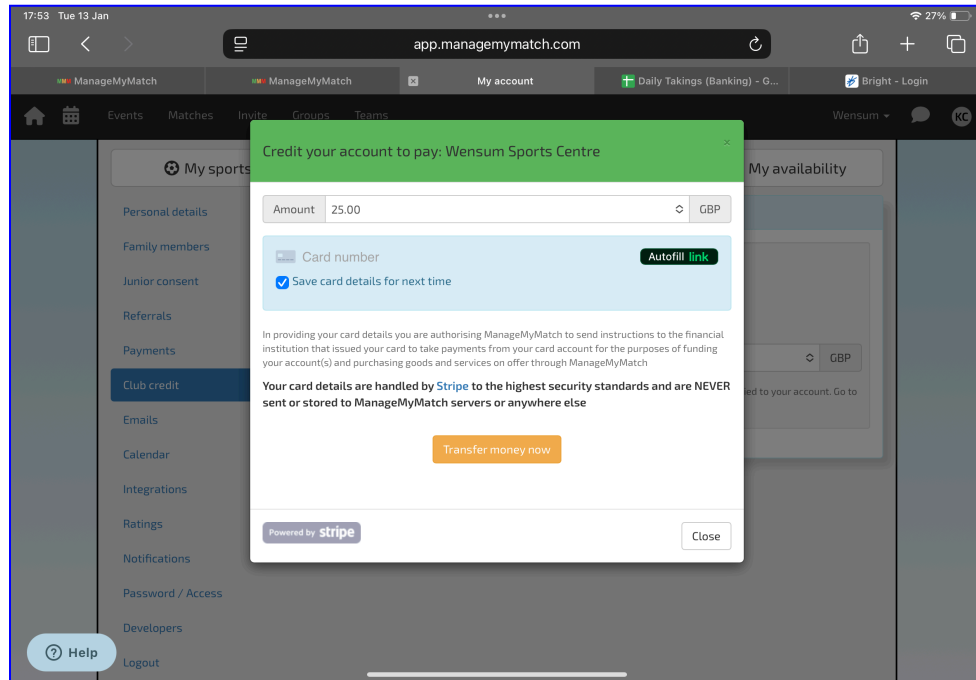 17:53 Tue 13 Jan
27%
app.managemymatch.com
MMM ManageMyMatch
MMM ManageMyMatch
My account
Daily Takings (Banking) - G...
Bright - Login
Events Matches Invite Groups Teams
Wensum
KC
My sports
My availability
Credit your account to pay: Wensum Sports Centre
×
Amount 25.00 GBP
Card number
Autofill link
Save card details for next time
In providing your card details you are authorising ManageMyMatch to send instructions to the financial
institution that issued your card to take payments from your card account for the purposes of funding
your account(s) and purchasing goods and services on offer through ManageMyMatch
Your card details are handled by Stripe to the highest security standards and are NEVER
sent or stored to ManageMyMatch servers or anywhere else
Transfer money now
Powered by stripe
Close
Personal details
Family members
Junior consent
Referrals
Payments
Club credit
Emails
Calendar
Integrations
Ratings
Notifications
Password / Access
Developers
Logout
GBP
to your account. Go to
Help